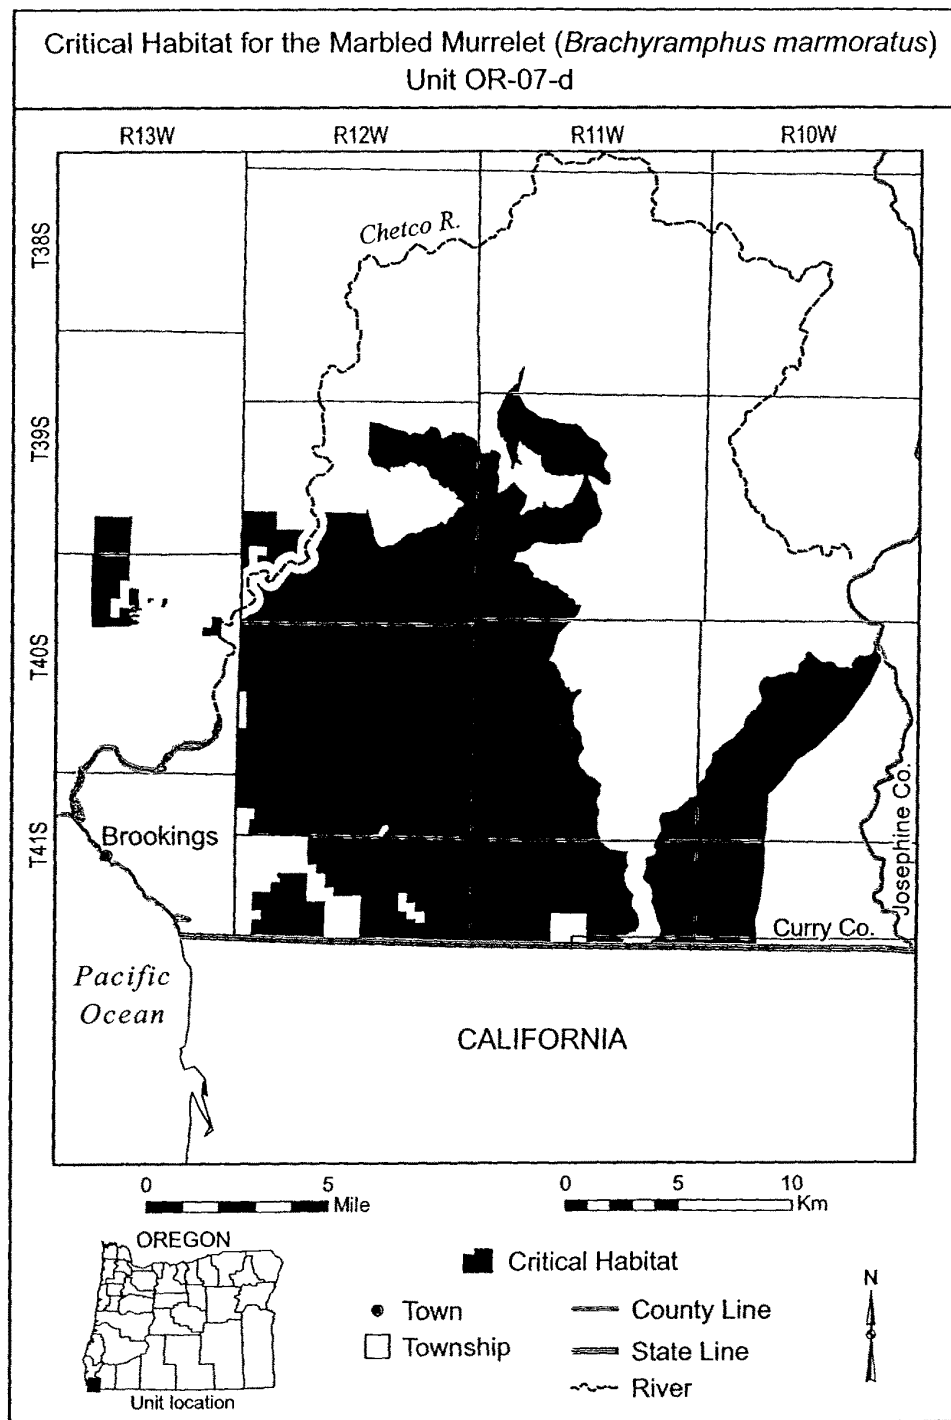 Critical Habitat for the Marbled Murrelet (Brachyramphus marmoratus)
Unit OR-07-d
R13W R12W R11W R10W
T38S
Chetco R.
T39S
T40S
T41S
Brookings
Josephine Co.
Curry Co.
Pacific
Ocean
CALIFORNIA
0 5
Mile
0 5 10
Km
OREGON
Unit location
Critical Habitat
Town
Township
County Line
State Line
River
N